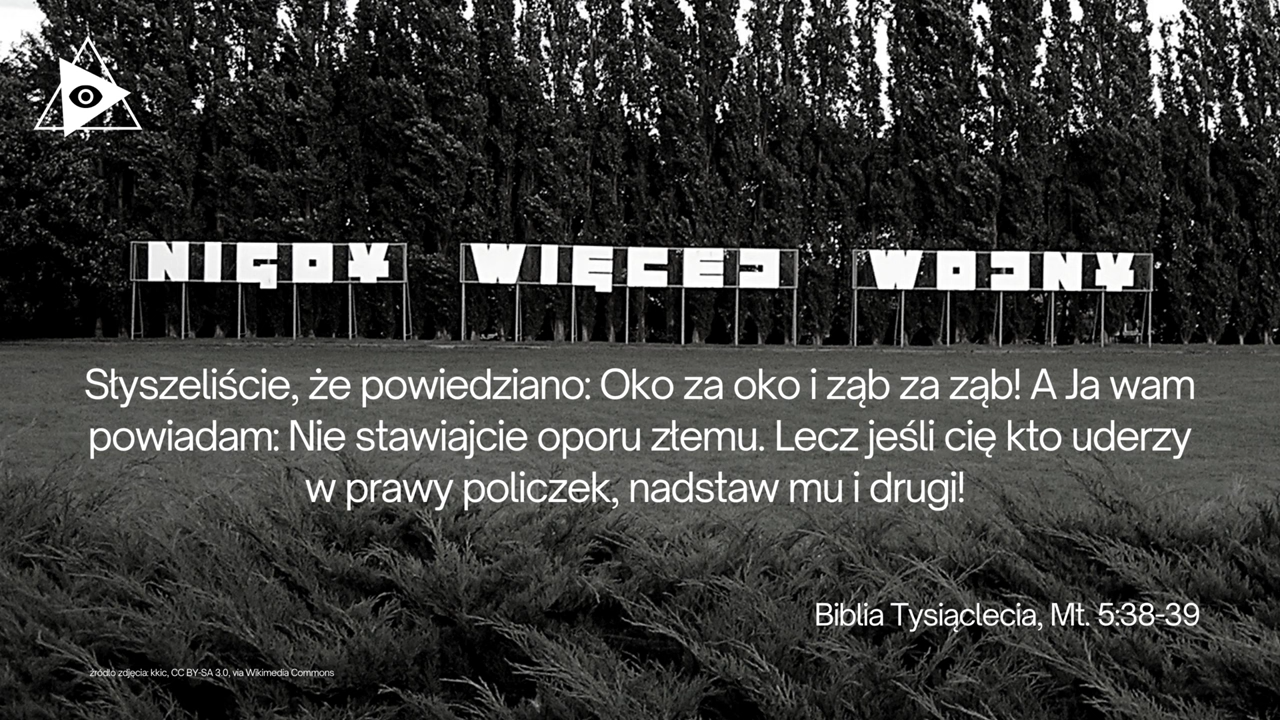 NIGDY WIĘCEJ WOJNY
Słyszeliście, że powiedziano: Oko za oko i ząb za ząb! A Ja wam
powiadam: Nie stawiajcie oporu złemu. Lecz jeśli cię kto uderzy
w prawy policzek, nadstaw mu i drugi!
Biblia Tysiąclecia, Mt. 5:38-39
źródło zdjęcia: kkic, CC BY-SA 3.0, via Wikimedia Commons